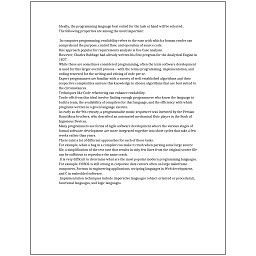 Ideally, the programming language best suited for the task at hand will be selected.
The following properties are among the most important:
In computer programming, readability refers to the ease with which a human reader can
comprehend the purpose, control flow, and operation of source code.
One approach popular for requirements analysis is Use Case analysis.
However, Charles Babbage had already written his first program for the Analytical Engine in
1837.
While these are sometimes considered programming, often the term software development
is used for this larger overall process – with the terms programming, implementation, and
coding reserved for the writing and editing of code per se.
Expert programmers are familiar with a variety of well-established algorithms and their
respective complexities and use this knowledge to choose algorithms that are best suited to
the circumstances.
Techniques like Code refactoring can enhance readability.
Trade-offs from this ideal involve finding enough programmers who know the language to
build a team, the availability of compilers for that language, and the efficiency with which
programs written in a given language execute.
As early as the 9th century, a programmable music sequencer was invented by the Persian
Banu Musa brothers, who described an automated mechanical flute player in the Book of
Ingenious Devices.
Many programmers use forms of Agile software development where the various stages of
formal software development are more integrated together into short cycles that take a few
weeks rather than years.
There exist a lot of different approaches for each of those tasks.
For example, when a bug in a compiler can make it crash when parsing some large source
file, a simplification of the test case that results in only few lines from the original source file
can be sufficient to reproduce the same crash.
It is very difficult to determine what are the most popular modern programming languages.
For example, COBOL is still strong in corporate data centers often on large mainframe
computers, Fortran in engineering applications, scripting languages in Web development,
and C in embedded software.
Implementation techniques include imperative languages (object-oriented or procedural),
functional languages, and logic languages.